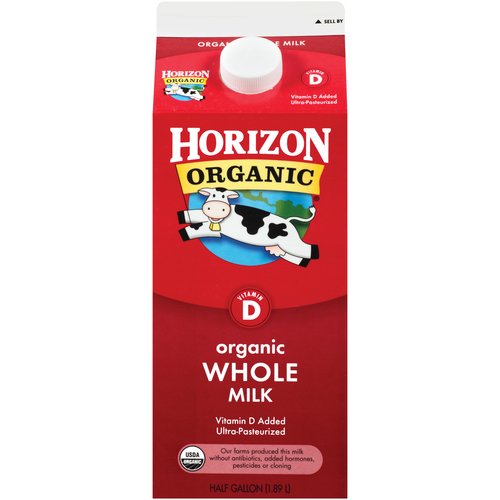 ▲ SELL BY
ORGANIC WHOLE MILK
HORIZON
ORGANIC
VITAMIN
D
Vitamin D Added
Ultra-Pasteurized
HORIZON
ORGANIC®
VITAMIN
D
organic
WHOLE
MILK
Vitamin D Added
Ultra-Pasteurized
USDA
ORGANIC
Our farms produced this milk
without antibiotics, added hormones,
pesticides or cloning
HALF GALLON (1.89 L)